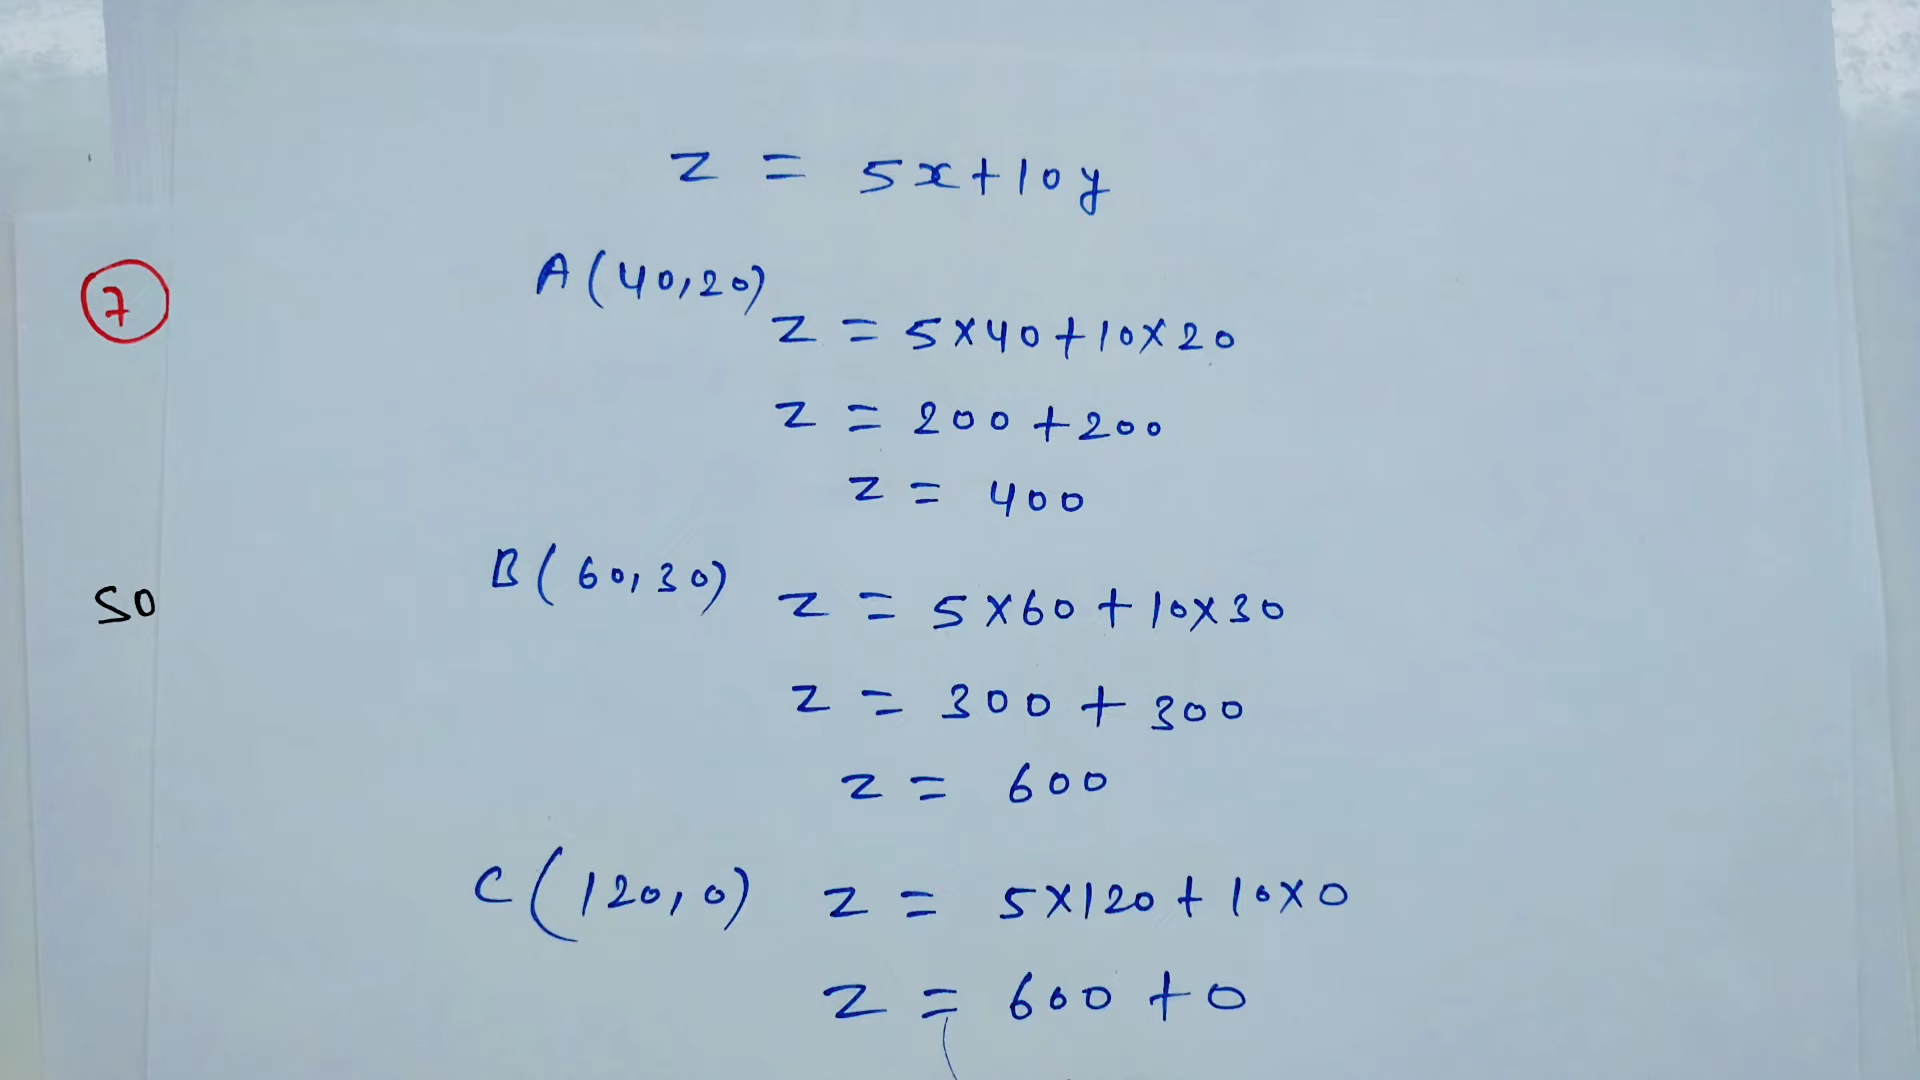 z = 5x+10y
7
A(40,20)
z = 5×40+10×20
z = 200+200
z = 400
B(60,30) z = 5×60+10×30
so
z = 300+300
z = 600
C(120,0) z = 5×120+10×0
z = 600+0